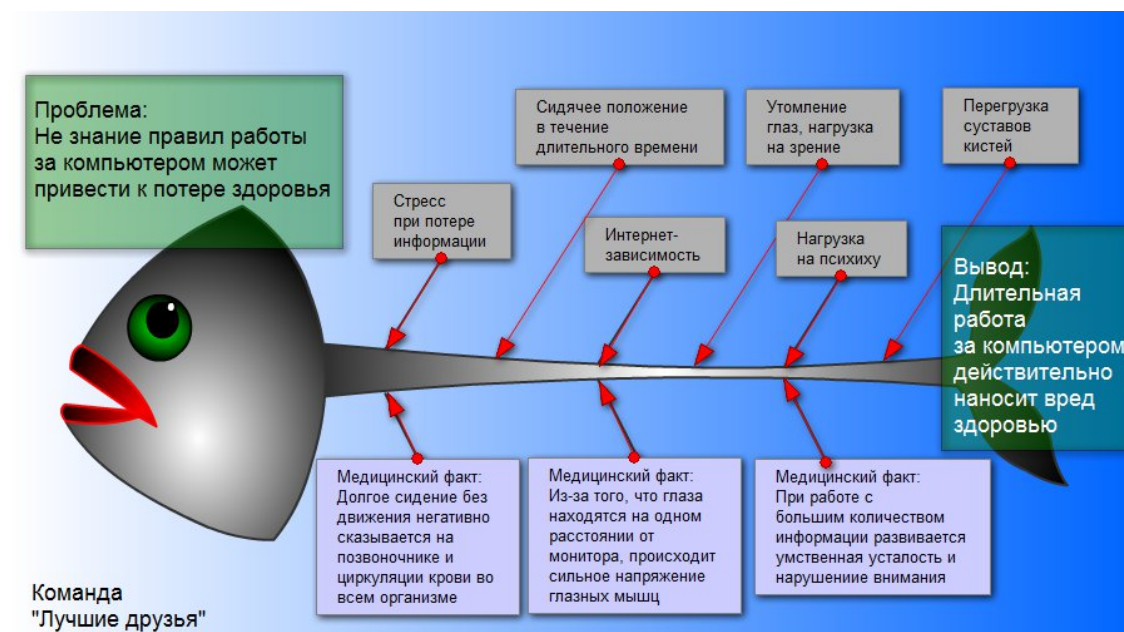 Проблема:
Не знание правил работы
за компьютером может
привести к потере здоровья
Стресс
при потере
информации
Сидячее положение
в течение
длительного времени
Интернет-
зависимость
Утомление
глаз, нагрузка
на зрение
Нагрузка
на психиху
Перегрузка
суставов
кистей
Вывод:
Длительная
работа
за компьютером
действительно
наносит вред
здоровью
Медицинский факт:
Долгое сидение без
движения негативно
сказывается на
позвоночнике и
циркуляции крови во
всем организме
Медицинский факт:
Из-за того, что глаза
находятся на одном
расстоянии от
монитора, происходит
сильное напряжение
глазных мышц
Медицинский факт:
При работе с
большим количеством
информации развивается
умственная усталость и
нарушениие внимания
Команда
"Лучшие друзья"